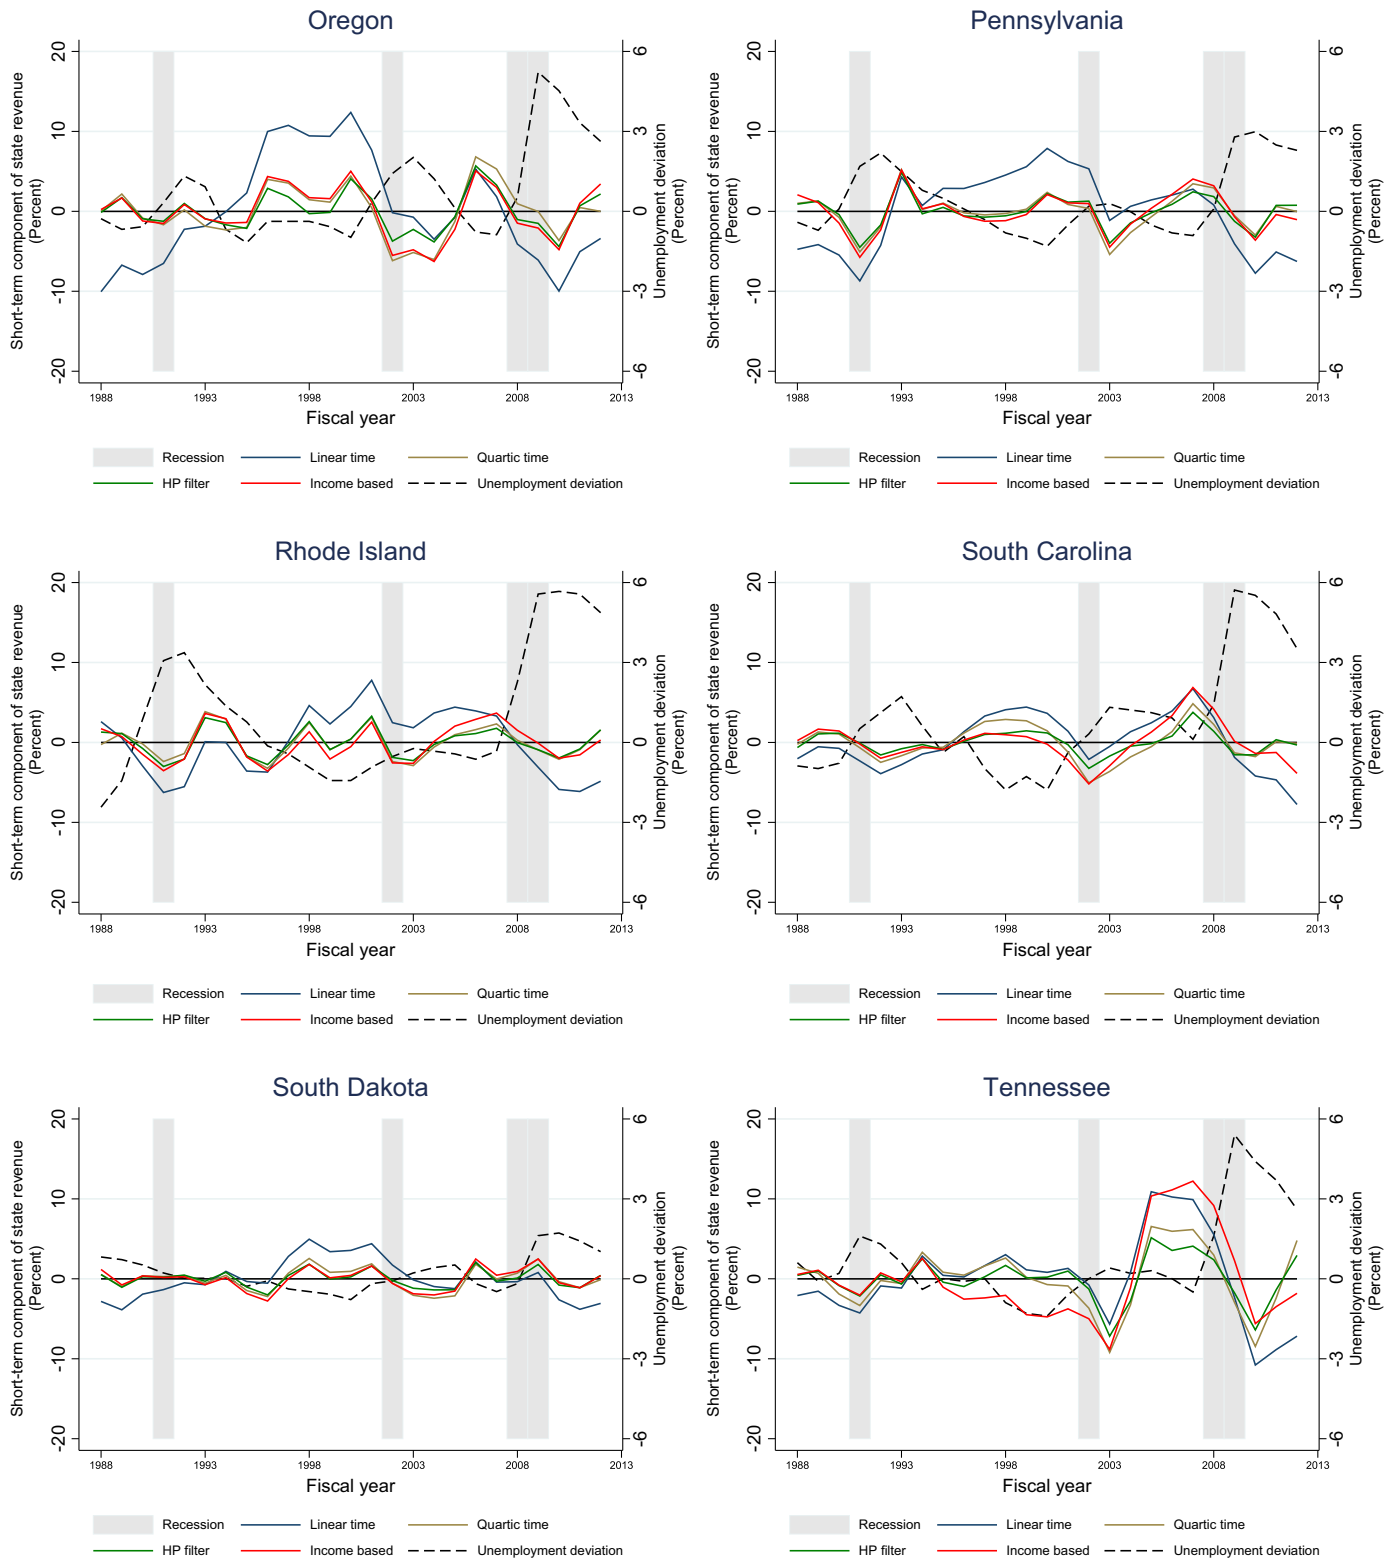 Oregon
Short-term component of state revenue
(Percent)
20
10
0
-10
-20
6
3
0
-3
-6
Unemployment deviation
(Percent)
1988 1993 1998 2003 2008 2013
Fiscal year
Recession Linear time Quartic time
HP filter Income based Unemployment deviation
Pennsylvania
Short-term component of state revenue
(Percent)
20
10
0
-10
-20
6
3
0
-3
-6
Unemployment deviation
(Percent)
1988 1993 1998 2003 2008 2013
Fiscal year
Recession Linear time Quartic time
HP filter Income based Unemployment deviation
Rhode Island
Short-term component of state revenue
(Percent)
20
10
0
-10
-20
6
3
0
-3
-6
Unemployment deviation
(Percent)
1988 1993 1998 2003 2008 2013
Fiscal year
Recession Linear time Quartic time
HP filter Income based Unemployment deviation
South Carolina
Short-term component of state revenue
(Percent)
20
10
0
-10
-20
6
3
0
-3
-6
Unemployment deviation
(Percent)
1988 1993 1998 2003 2008 2013
Fiscal year
Recession Linear time Quartic time
HP filter Income based Unemployment deviation
South Dakota
Short-term component of state revenue
(Percent)
20
10
0
-10
-20
6
3
0
-3
-6
Unemployment deviation
(Percent)
1988 1993 1998 2003 2008 2013
Fiscal year
Recession Linear time Quartic time
HP filter Income based Unemployment deviation
Tennessee
Short-term component of state revenue
(Percent)
20
10
0
-10
-20
6
3
0
-3
-6
Unemployment deviation
(Percent)
1988 1993 1998 2003 2008 2013
Fiscal year
Recession Linear time Quartic time
HP filter Income based Unemployment deviation